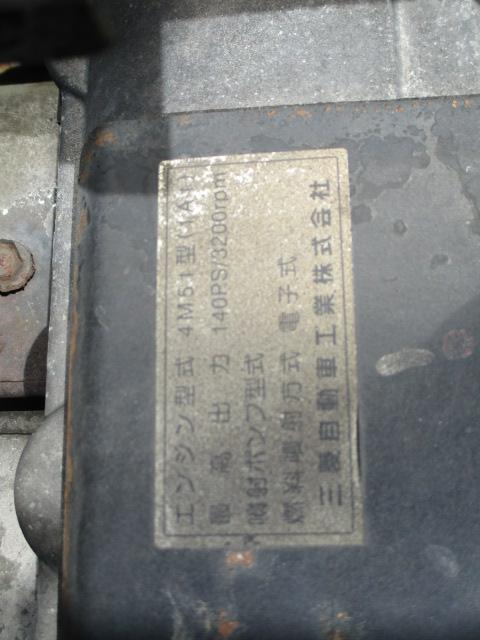 エンジン型式 4M51型(1A1)
最高出力 140PS/3200rpm
噴射ポンプ型式
燃料噴射方式 電子式
三菱自動車工業株式会社